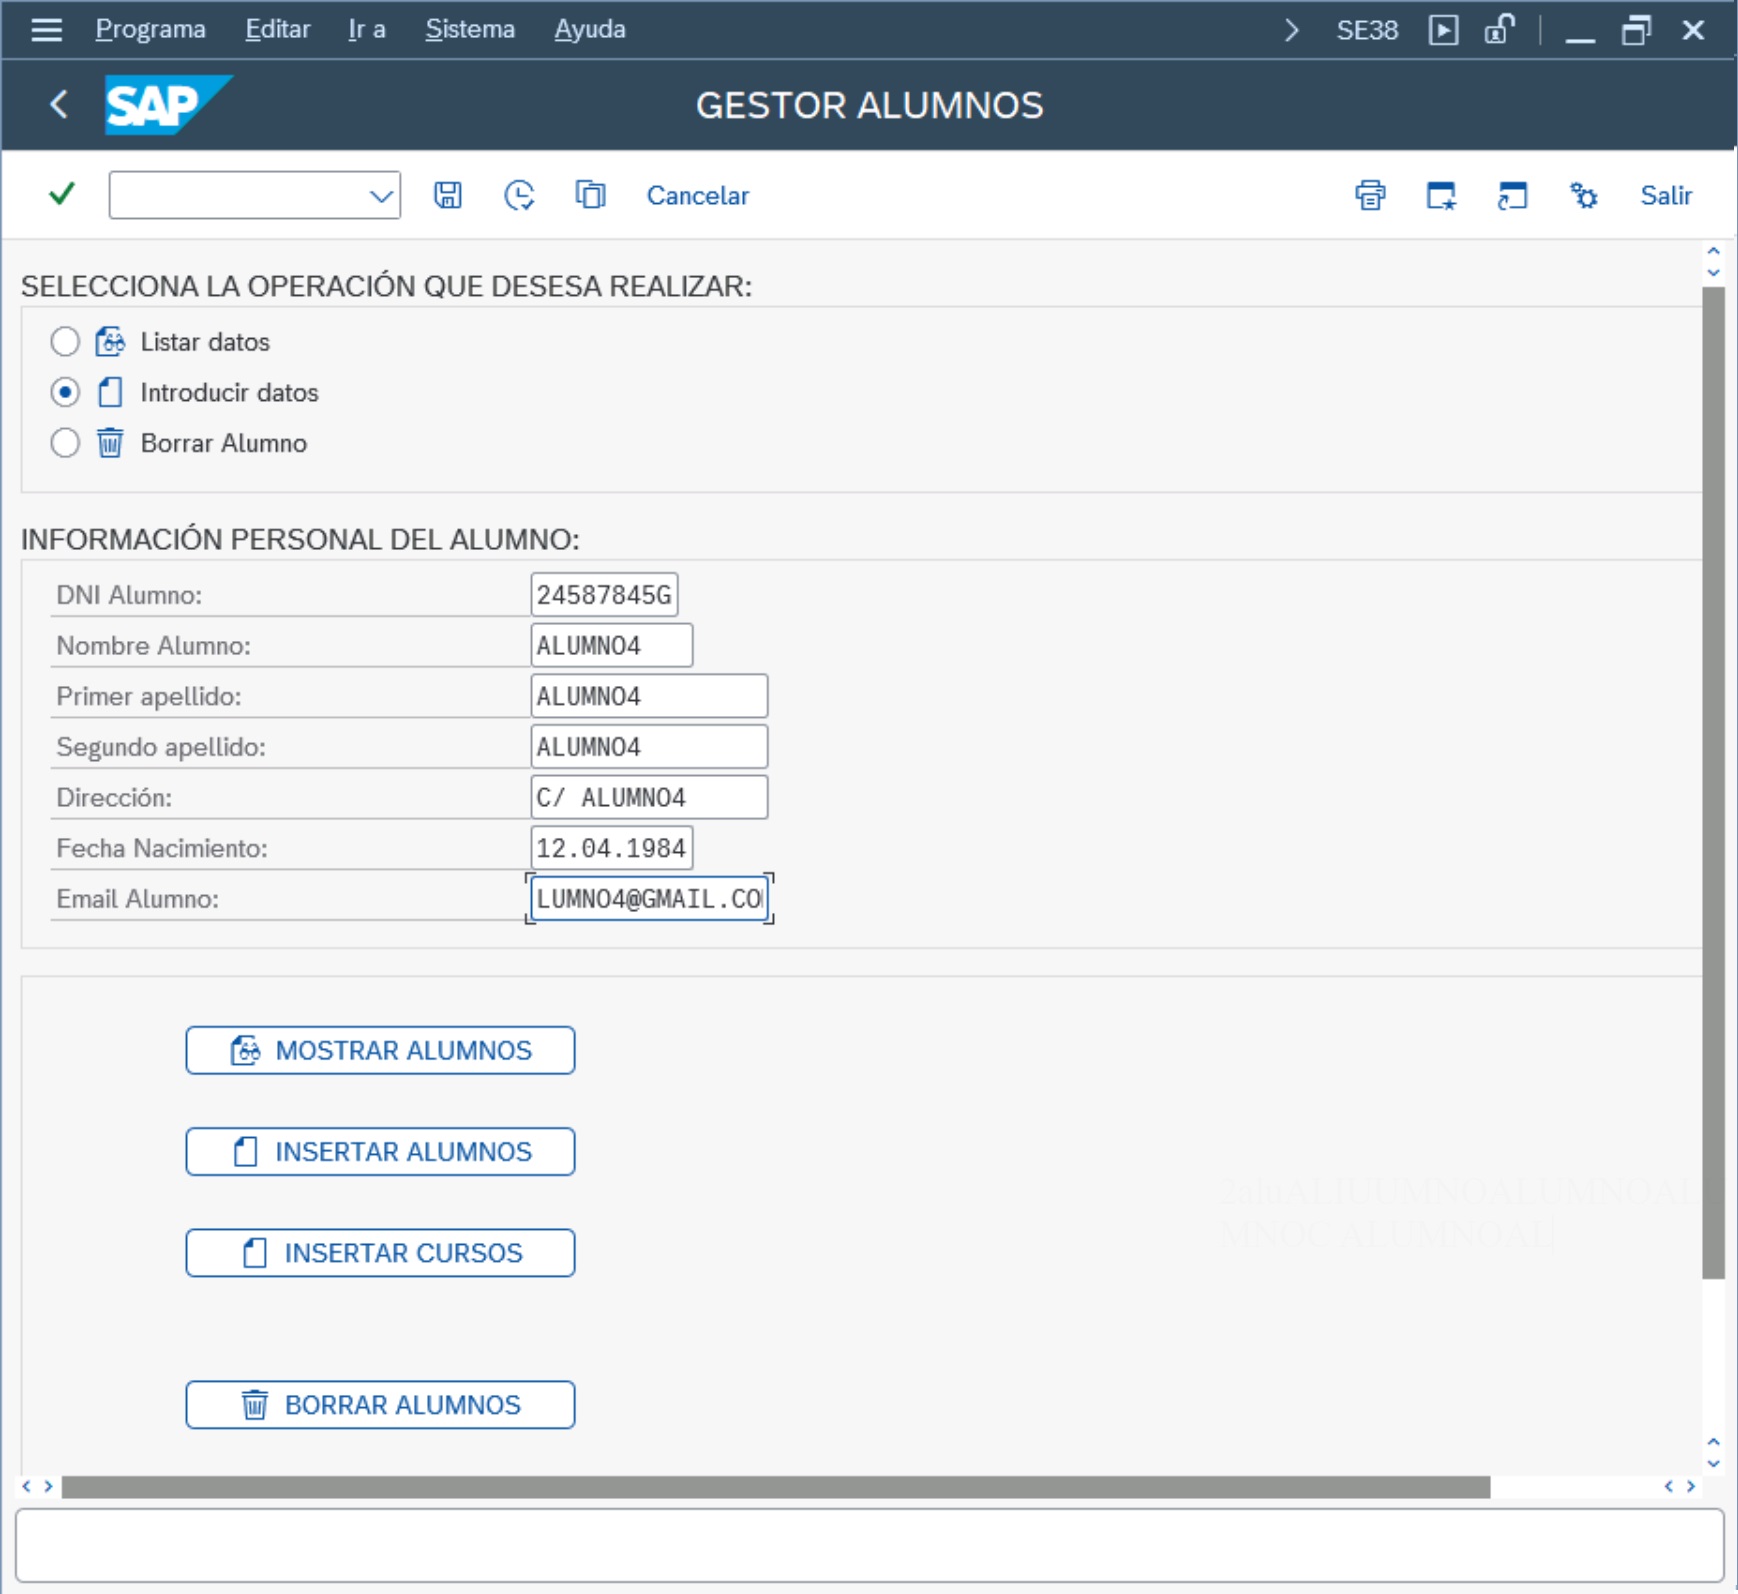 Programa Editar Ir a Sistema Ayuda SE38
SAP GESTOR ALUMNOS
Cancelar Salir
SELECCIONA LA OPERACIÓN QUE DESESA REALIZAR:
Listar datos
Introducir datos
Borrar Alumno
INFORMACIÓN PERSONAL DEL ALUMNO:
DNI Alumno: 24587845G
Nombre Alumno: ALUMNO4
Primer apellido: ALUMNO4
Segundo apellido: ALUMNO4
Dirección: C/ ALUMNO4
Fecha Nacimiento: 12.04.1984
Email Alumno: LUMNO4@GMAIL.CO
MOSTRAR ALUMNOS
INSERTAR ALUMNOS
INSERTAR CURSOS
BORRAR ALUMNOS